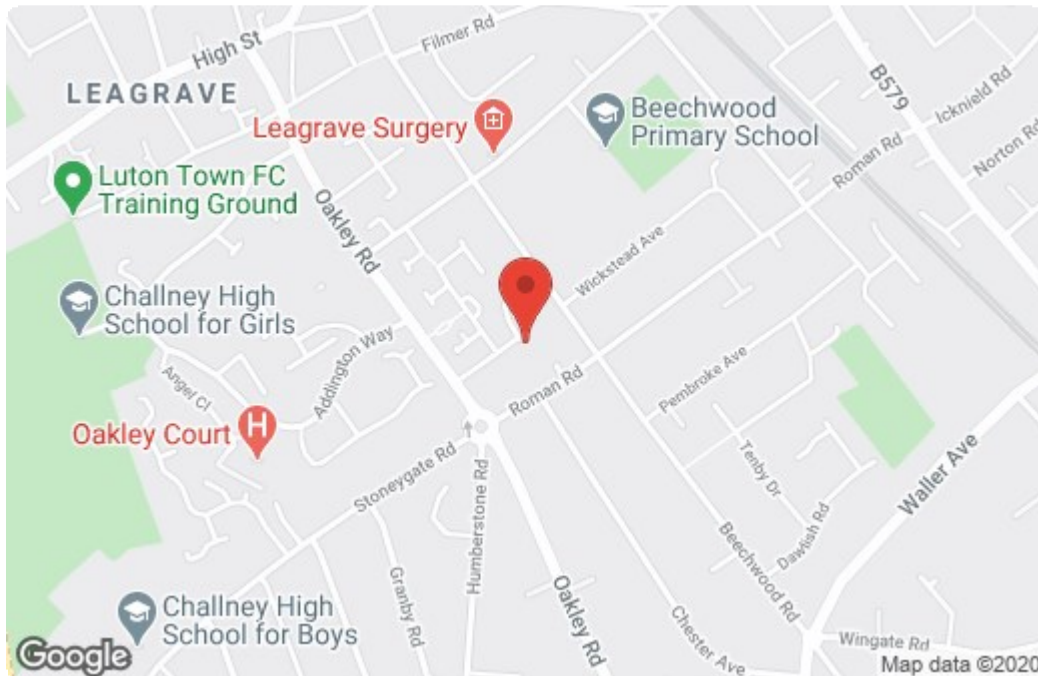 High St
Filmer Rd
B579
LEAGRAVE
Icknield Rd
Leagrave Surgery
Beechwood
Primary School
Norton Rd
Roman Rd
Luton Town FC
Training Ground
Oakley Rd
Wickstead Ave
Challney High
School for Girls
Addington Way
Angel Cl
Roman Rd
Pembroke Ave
Oakley Court
H
Stoneygate Rd
Tenby Dr
Waller Ave
Humberstone Rd
Dawlish Rd
Beechwood Rd
Granby Rd
Challney High
School for Boys
Oakley Rd
Chester Ave
Wingate Rd
Google
Map data ©2020